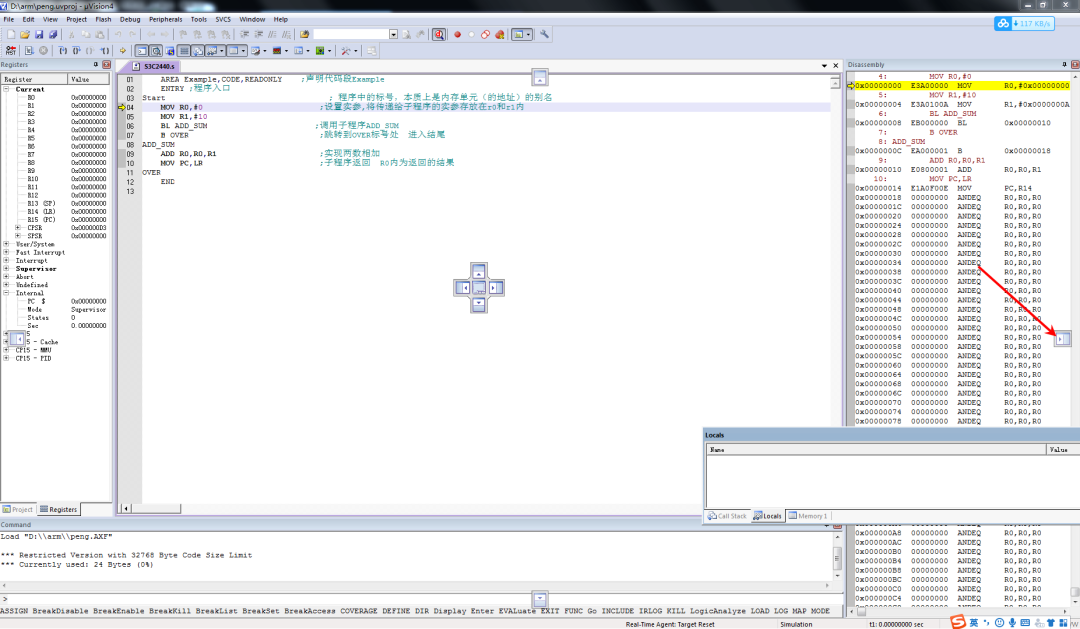 D:\arm\peng.uvproj - µVision4
File Edit View Project Flash Debug Peripherals Tools SVCS Window Help
117 KB/s
Registers
Register Value
Current
R0 0x00000000
R1 0x00000000
R2 0x00000000
R3 0x00000000
R4 0x00000000
R5 0x00000000
R6 0x00000000
R7 0x00000000
R8 0x00000000
R9 0x00000000
R10 0x00000000
R11 0x00000000
R12 0x00000000
R13 (SP) 0x00000000
R14 (LR) 0x00000000
R15 (PC) 0x00000000
CPSR 0x000000D3
SPSR 0x00000000
User/System
Fast Interrupt
Interrupt
Supervisor
Abort
Undefined
Internal
PC $ 0x00000000
Mode Supervisor
States 0
Sec 0.00000000
5
5 - Cache
CP15 - MMU
CP15 - PID
Project Registers
S3C2440.s
01 AREA Example,CODE,READONLY ;声明代码段Example
02 ENTRY ;程序入口
03 Start ; 程序中的标号，本质上是内存单元（的地址）的别名
04 MOV R0,#0 ;设置实参,将传递给子程序的实参存放在r0和r1内
05 MOV R1,#10
06 BL ADD_SUM ;调用子程序ADD_SUM
07 B OVER ;跳转到OVER标号处 进入结尾
08 ADD_SUM
09 ADD R0,R0,R1 ;实现两数相加
10 MOV PC,LR ;子程序返回 R0内为返回的结果
11 OVER
12 END
13
Disassembly
4: MOV R0,#0
0x00000000 E3A00000 MOV R0,#0x00000000
5: MOV R1,#10
0x00000004 E3A0100A MOV R1,#0x0000000A
6: BL ADD_SUM
0x00000008 EB000000 BL 0x00000010
7: B OVER
8: ADD_SUM
0x0000000C EA000001 B 0x00000018
9: ADD R0,R0,R1
0x00000010 E0800001 ADD R0,R0,R1
10: MOV PC,LR
0x00000014 E1A0F00E MOV PC,R14
0x00000018 00000000 ANDEQ R0,R0,R0
0x0000001C 00000000 ANDEQ R0,R0,R0
0x00000020 00000000 ANDEQ R0,R0,R0
0x00000024 00000000 ANDEQ R0,R0,R0
0x00000028 00000000 ANDEQ R0,R0,R0
0x0000002C 00000000 ANDEQ R0,R0,R0
0x00000030 00000000 ANDEQ R0,R0,R0
0x00000034 00000000 ANDEQ R0,R0,R0
0x00000038 00000000 ANDEQ R0,R0,R0
0x0000003C 00000000 ANDEQ R0,R0,R0
0x00000040 00000000 ANDEQ R0,R0,R0
0x00000044 00000000 ANDEQ R0,R0,R0
0x00000048 00000000 ANDEQ R0,R0,R0
0x0000004C 00000000 ANDEQ R0,R0,R0
0x00000050 00000000 ANDEQ R0,R0,R0
0x00000054 00000000 ANDEQ R0,R0,R0
0x00000058 00000000 ANDEQ R0,R0,R0
0x0000005C 00000000 ANDEQ R0,R0,R0
0x00000060 00000000 ANDEQ R0,R0,R0
0x00000064 00000000 ANDEQ R0,R0,R0
0x00000068 00000000 ANDEQ R0,R0,R0
0x0000006C 00000000 ANDEQ R0,R0,R0
0x00000070 00000000 ANDEQ R0,R0,R0
0x00000074 00000000 ANDEQ R0,R0,R0
0x00000078 00000000 ANDEQ R0,R0,R0
Locals
Name Value
Call Stack Locals Memory 1
0x000000A8 00000000 ANDEQ R0,R0,R0
0x000000AC 00000000 ANDEQ R0,R0,R0
0x000000B0 00000000 ANDEQ R0,R0,R0
0x000000B4 00000000 ANDEQ R0,R0,R0
0x000000B8 00000000 ANDEQ R0,R0,R0
0x000000BC 00000000 ANDEQ R0,R0,R0
0x000000C0 00000000 ANDEQ R0,R0,R0
0x000000C4 00000000 ANDEQ R0,R0,R0
Command
Load "D:\\arm\\peng.AXF"
*** Restricted Version with 32768 Byte Code Size Limit
*** Currently used: 24 Bytes (0%)
>
ASSIGN BreakDisable BreakEnable BreakKill BreakList BreakSet BreakAccess COVERAGE DEFINE DIR Display Enter EVALuate EXIT FUNC Go INCLUDE IRLOG KILL LogicAnalyze LOAD LOG MAP MODE
Real-Time Agent: Target Reset Simulation t1: 0.00000000 sec 英 /W